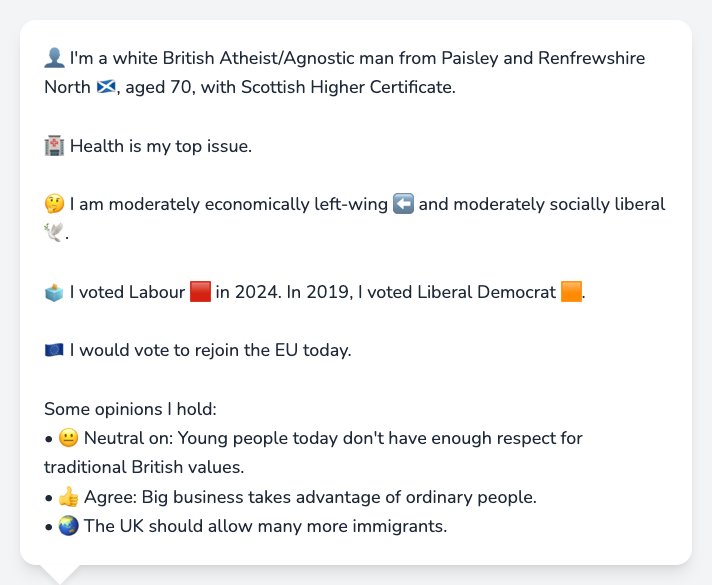 👤 I'm a white British Atheist/Agnostic man from Paisley and Renfrewshire
North 🏴󠁧󠁢󠁳󠁣󠁴󠁿, aged 70, with Scottish Higher Certificate.
🏥 Health is my top issue.
🤔 I am moderately economically left-wing ⬅️ and moderately socially liberal
🕊️.
🗳️ I voted Labour 🟥 in 2024. In 2019, I voted Liberal Democrat 🟧.
🇪🇺 I would vote to rejoin the EU today.
Some opinions I hold:
• 😐 Neutral on: Young people today don't have enough respect for
traditional British values.
• 👍 Agree: Big business takes advantage of ordinary people.
• 🌏 The UK should allow many more immigrants.